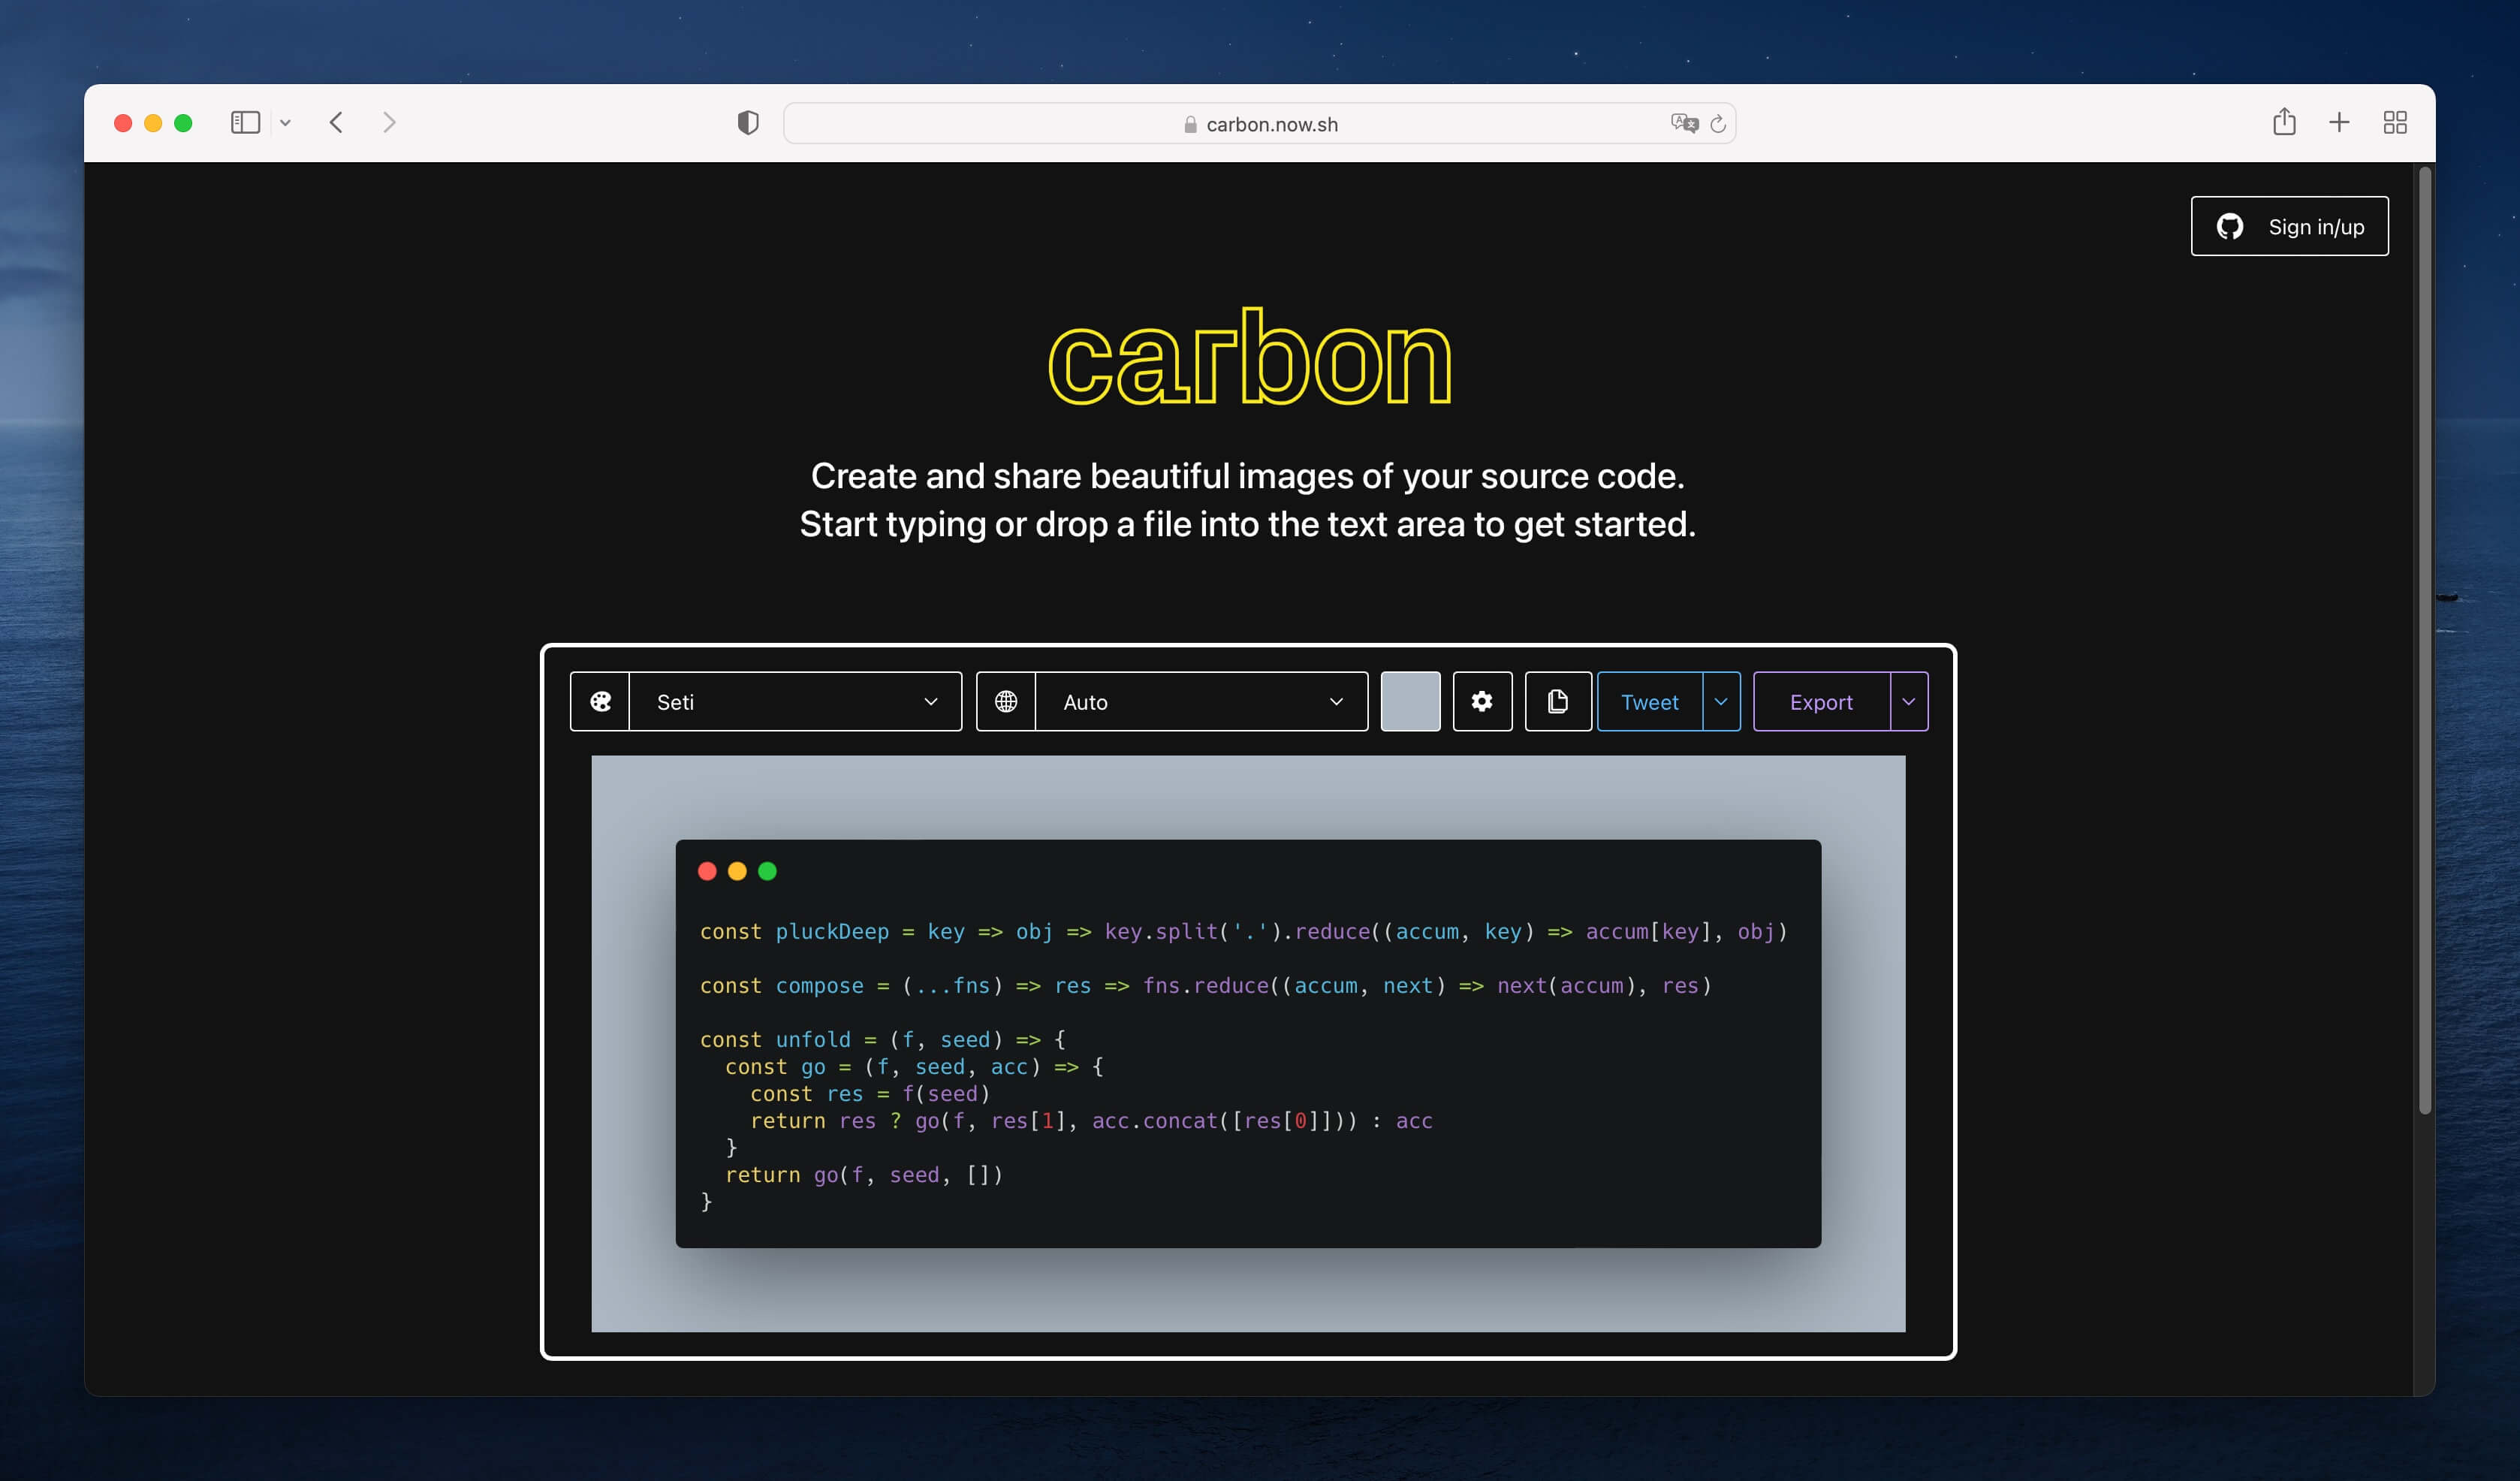 carbon.now.sh
Sign in/up
carbon
Create and share beautiful images of your source code.
Start typing or drop a file into the text area to get started.
Seti
Auto
Tweet
Export
const pluckDeep = key => obj => key.split('.').reduce((accum, key) => accum[key], obj)
const compose = (...fns) => res => fns.reduce((accum, next) => next(accum), res)
const unfold = (f, seed) => {
  const go = (f, seed, acc) => {
    const res = f(seed)
    return res ? go(f, res[1], acc.concat([res[0]])) : acc
  }
  return go(f, seed, [])
}